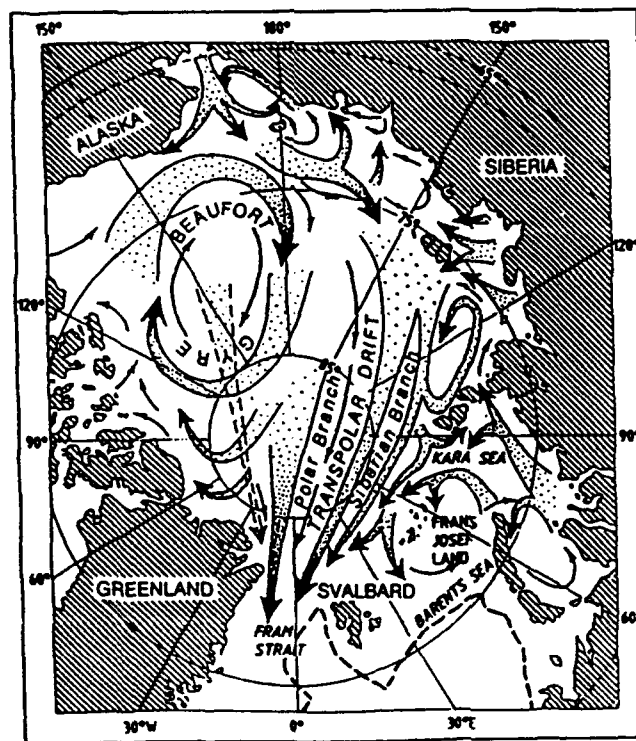 150° 180° 150°
ALASKA
SIBERIA
BEAUFORT
75°
120° 120°
GYRE
85°
Polar Branch
TRANSPOLAR DRIFT
Siberian Branch
90° 90°
KARA SEA
FRANS
JOSEF
LAND
60° 60
GREENLAND
SVALBARD
BARENTS SEA
FRAM
STRAIT
30°W 0° 30°E